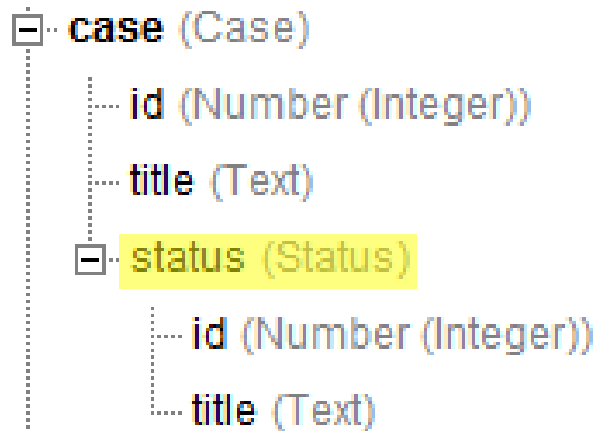 case (Case)
id (Number (Integer))
title (Text)
status (Status)
id (Number (Integer))
title (Text)